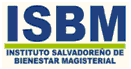 ISBM
INSTITUTO SALVADOREÑO DE
BIENESTAR MAGISTERIAL